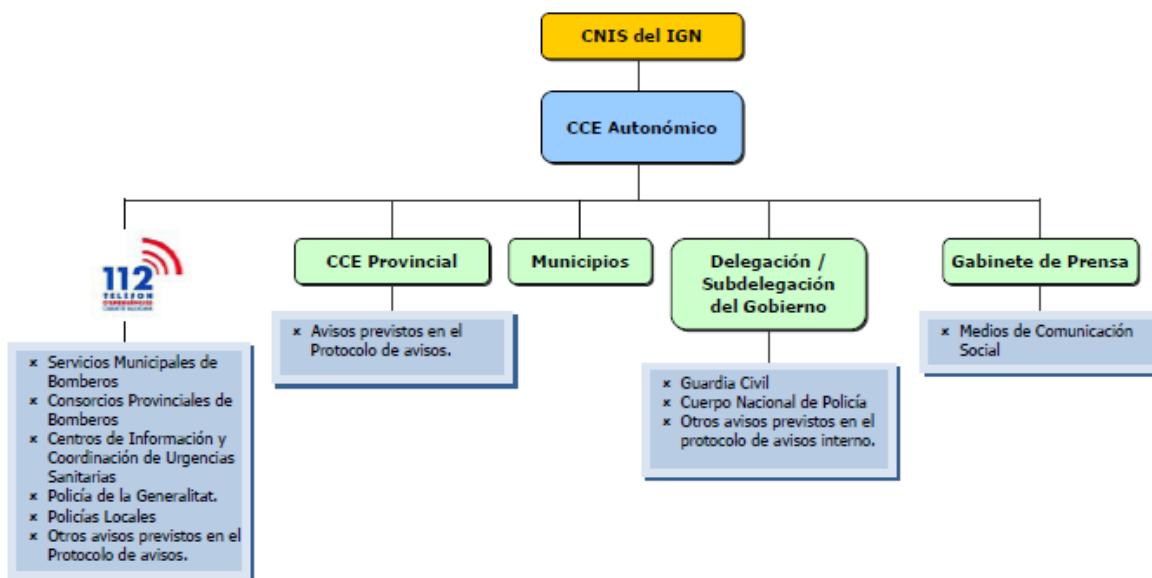 CNIS del IGN
CCE Autonómico
112
TELÈFON
D'EMERGÈNCIES
CCE Provincial
Municipios
Delegación /
Subdelegación
del Gobierno
Gabinete de Prensa
× Servicios Municipales de
Bomberos
× Consorcios Provinciales de
Bomberos
× Centros de Información y
Coordinación de Urgencias
Sanitarias
× Policía de la Generalitat.
× Policías Locales
× Otros avisos previstos en el
Protocolo de avisos.
× Avisos previstos en el
Protocolo de avisos.
× Guardia Civil
× Cuerpo Nacional de Policía
× Otros avisos previstos en el
protocolo de avisos interno.
× Medios de Comunicación
Social